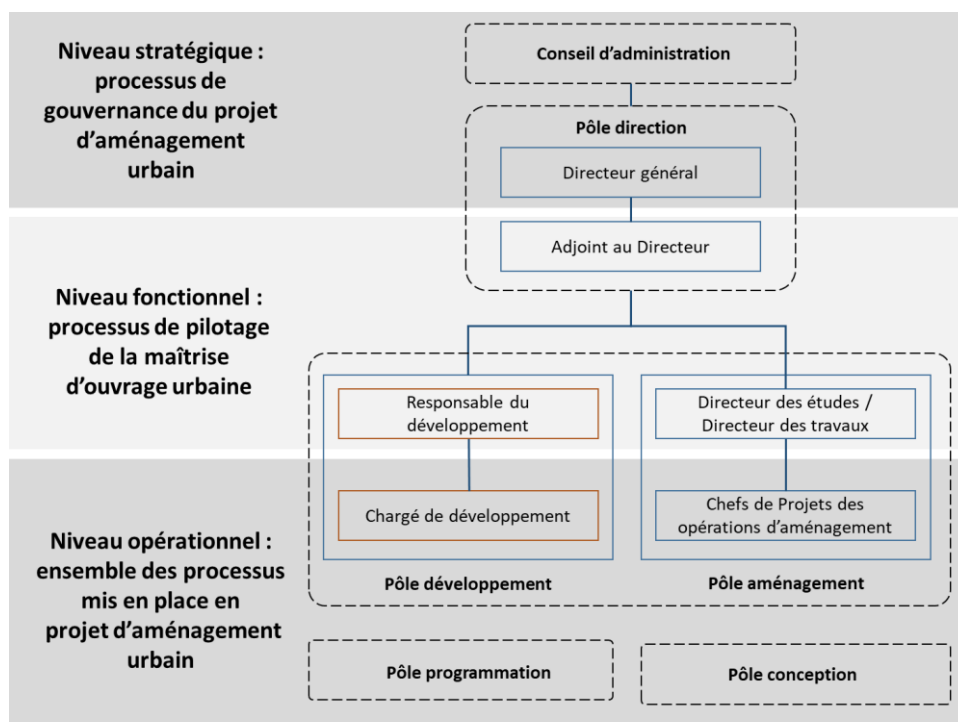 Niveau stratégique :
processus de
gouvernance du projet
d’aménagement
urbain
Conseil d’administration
Pôle direction
Directeur général
Adjoint au Directeur
Niveau fonctionnel :
processus de pilotage
de la maîtrise
d'ouvrage urbaine
Responsable du
développement
Directeur des études /
Directeur des travaux
Chargé de développement
Chefs de Projets des
opérations d’aménagement
Pôle développement
Pôle aménagement
Niveau opérationnel :
ensemble des processus
mis en place en
projet d’aménagement
urbain
Pôle programmation
Pôle conception